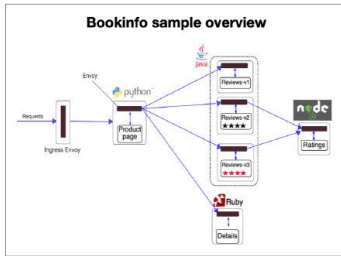 Bookinfo sample overview
Java
Envoy
python
Reviews-v1
node
Requests
Reviews-v2
★★★★
Product
page
Ingress Envoy
Ratings
Reviews-v3
★★★★
Ruby
Details